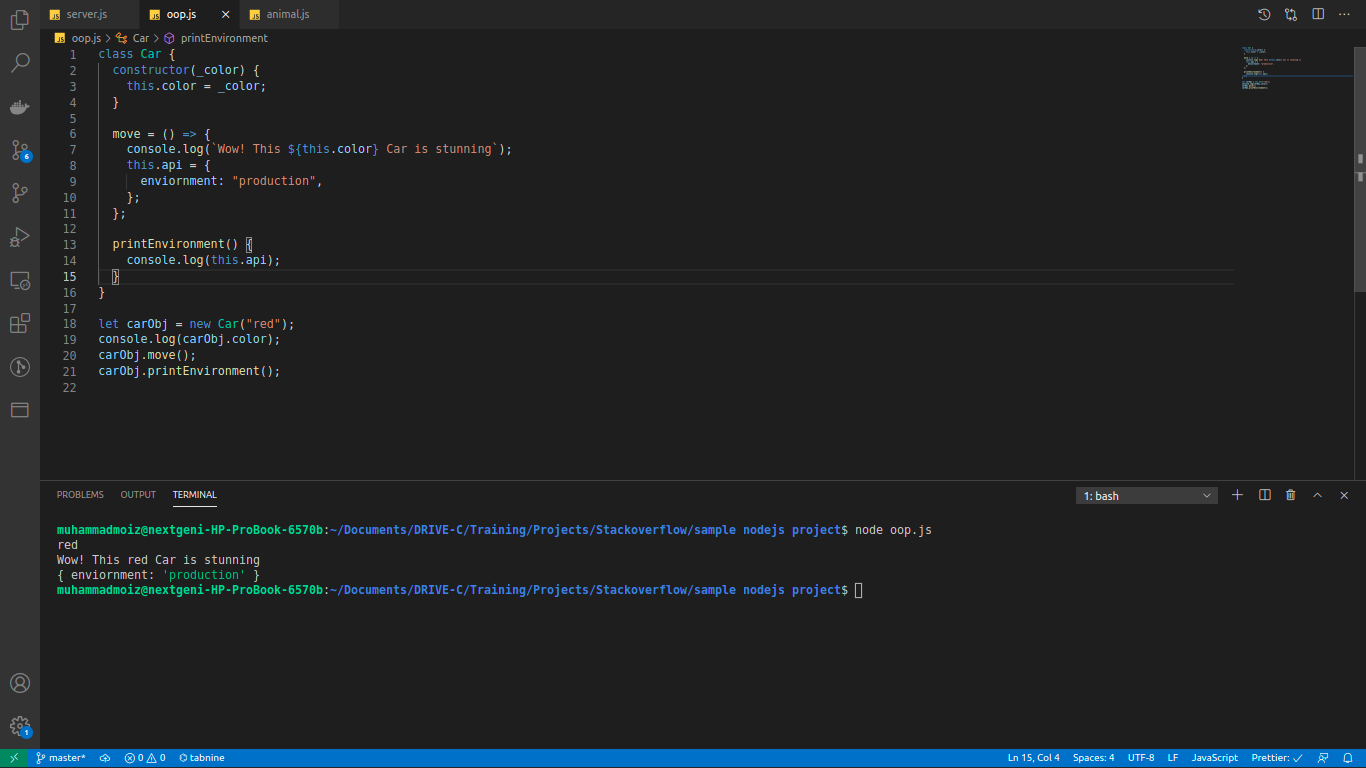 server.js oop.js animal.js
oop.js > Car > printEnvironment
1 class Car {
2 constructor(_color) {
3 this.color = _color;
4 }
5
6 move = () => {
7 console.log(`Wow! This ${this.color} Car is stunning`);
8 this.api = {
9 enviornment: "production",
10 };
11 };
12
13 printEnvironment() {
14 console.log(this.api);
15 }
16 }
17
18 let carObj = new Car("red");
19 console.log(carObj.color);
20 carObj.move();
21 carObj.printEnvironment();
22
6
PROBLEMS OUTPUT TERMINAL 1: bash
muhammadmoiz@nextgeni-HP-ProBook-6570b:~/Documents/DRIVE-C/Training/Projects/Stackoverflow/sample nodejs project$ node oop.js
red
Wow! This red Car is stunning
{ enviornment: 'production' }
muhammadmoiz@nextgeni-HP-ProBook-6570b:~/Documents/DRIVE-C/Training/Projects/Stackoverflow/sample nodejs project$
1
master* 0 0 tabnine Ln 15, Col 4 Spaces: 4 UTF-8 LF JavaScript Prettier: ✓